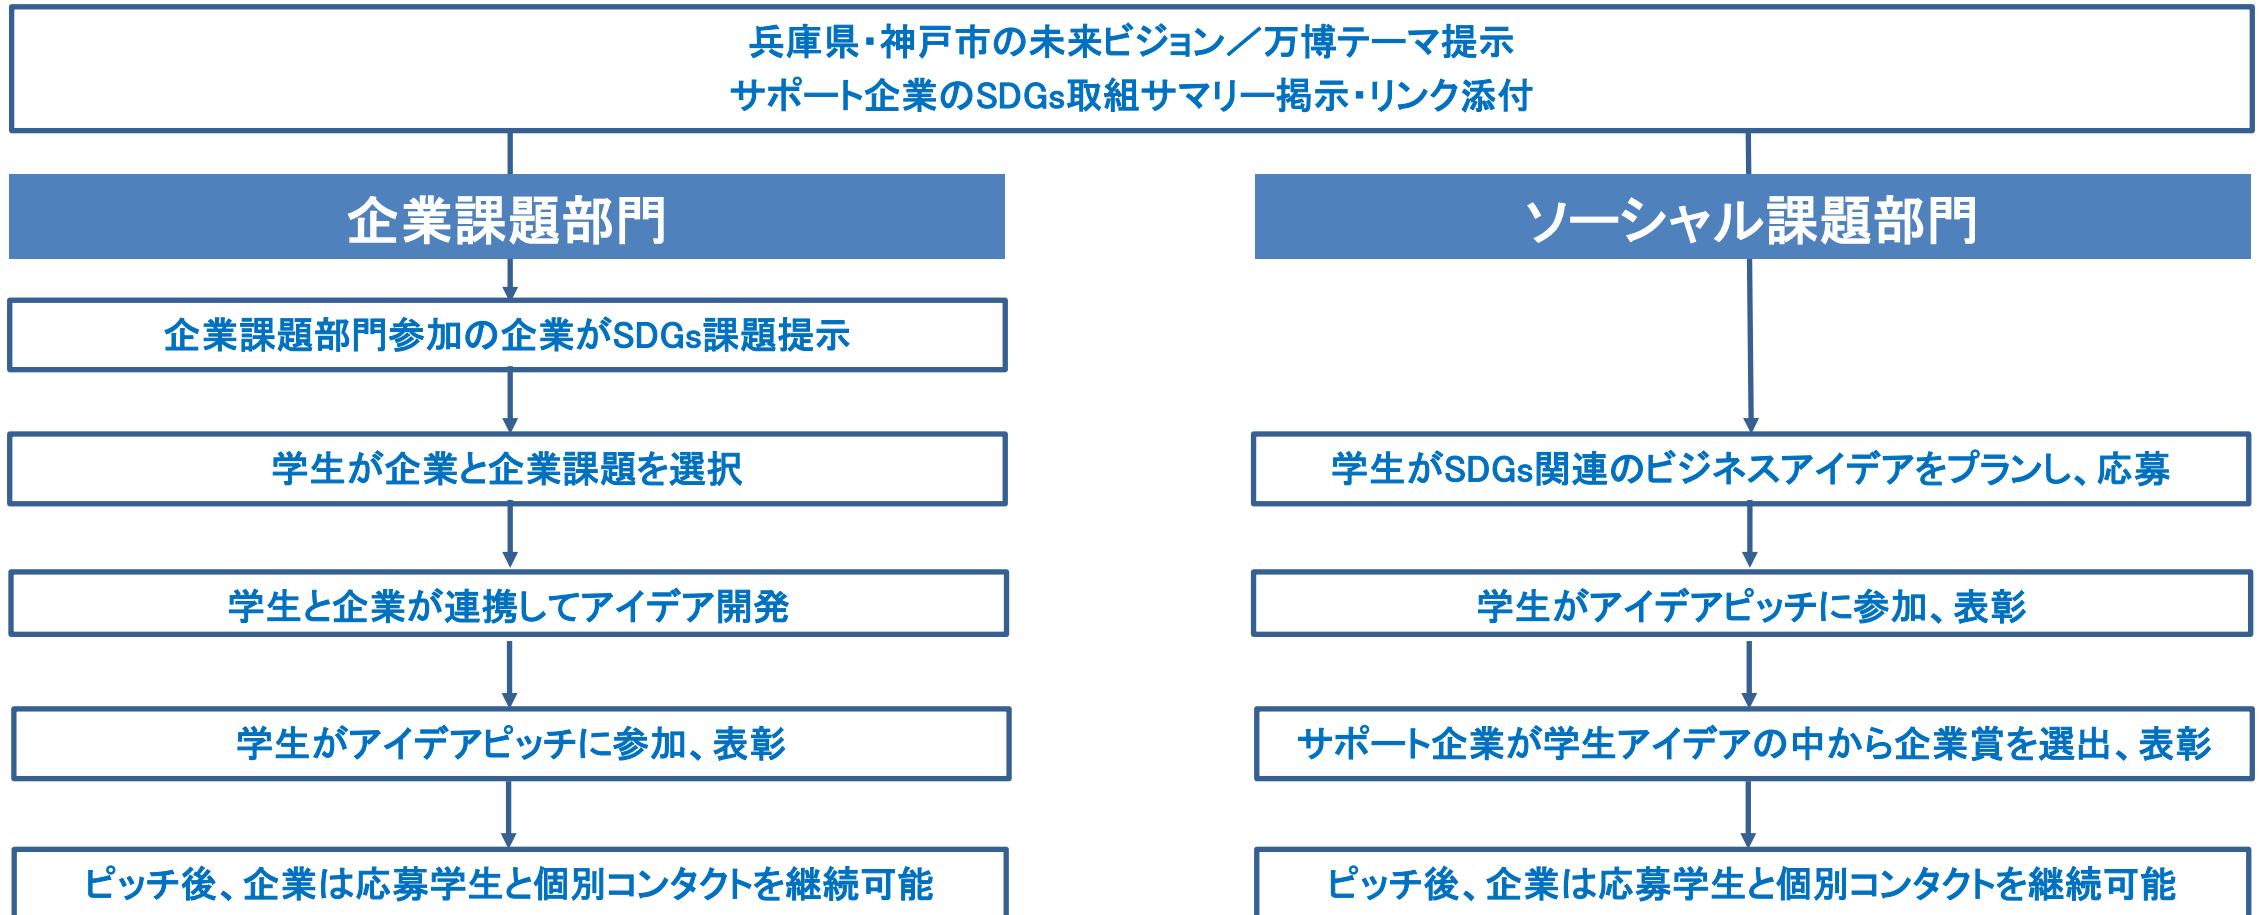 兵庫県・神戸市の未来ビジョン／万博テーマ提示
サポート企業のSDGs取組サマリー掲示・リンク添付
企業課題部門
企業課題部門参加の企業がSDGs課題提示
学生が企業と企業課題を選択
学生と企業が連携してアイデア開発
学生がアイデアピッチに参加、表彰
ピッチ後、企業は応募学生と個別コンタクトを継続可能
ソーシャル課題部門
学生がSDGs関連のビジネスアイデアをプランし、応募
学生がアイデアピッチに参加、表彰
サポート企業が学生アイデアの中から企業賞を選出、表彰
ピッチ後、企業は応募学生と個別コンタクトを継続可能